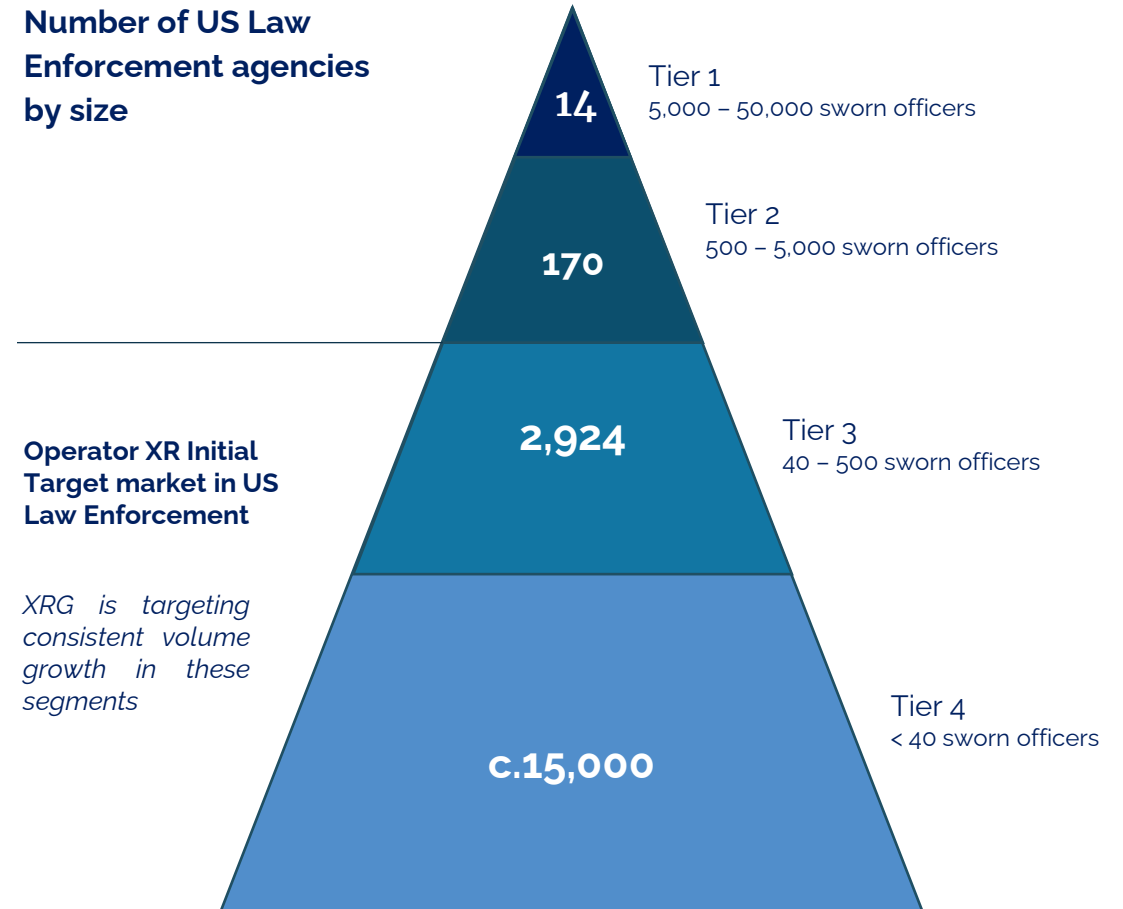 Number of US Law
Enforcement agencies
by size
14
Tier 1
5,000 – 50,000 sworn officers
170
Tier 2
500 – 5,000 sworn officers
2,924
Tier 3
40 – 500 sworn officers
Operator XR Initial
Target market in US
Law Enforcement
XRG is targeting
consistent volume
growth in these
segments
c.15,000
Tier 4
< 40 sworn officers